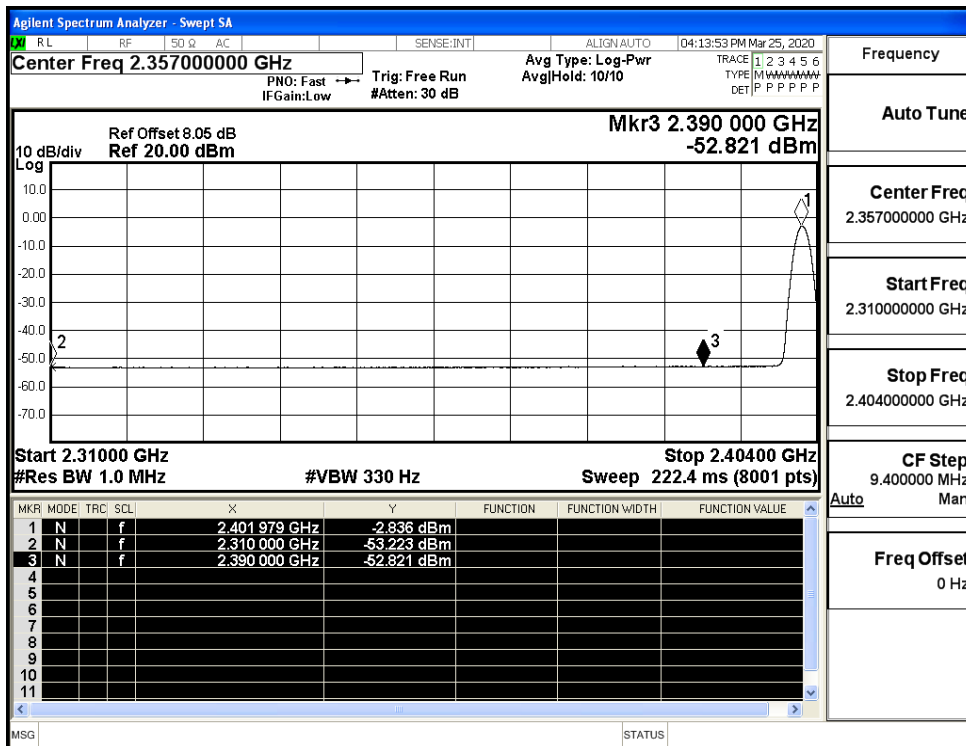 Agilent Spectrum Analyzer - Swept SA
LXI RL RF 50 Ω AC SENSE:INT ALIGN AUTO 04:13:53 PM Mar 25, 2020
Center Freq 2.357000000 GHz
PNO: Fast
IFGain:Low
Trig: Free Run
#Atten: 30 dB
Avg Type: Log-Pwr
Avg|Hold: 10/10
TRACE 1 2 3 4 5 6
TYPE M WWWWW
DET P P P P P P
Ref Offset 8.05 dB
Ref 20.00 dBm
10 dB/div
Log
Mkr3 2.390 000 GHz
-52.821 dBm
10.0
0.00
-10.0
-20.0
-30.0
-40.0
-50.0
-60.0
-70.0
1
2
3
Start 2.31000 GHz Stop 2.40400 GHz
#Res BW 1.0 MHz #VBW 330 Hz Sweep 222.4 ms (8001 pts)
MKR MODE TRC SCL X Y FUNCTION FUNCTION WIDTH FUNCTION VALUE
1 N f 2.401 979 GHz -2.836 dBm
2 N f 2.310 000 GHz -53.223 dBm
3 N f 2.390 000 GHz -52.821 dBm
4
5
6
7
8
9
10
11
MSG STATUS
Frequency
Auto Tune
Center Freq
2.357000000 GHz
Start Freq
2.310000000 GHz
Stop Freq
2.404000000 GHz
CF Step
9.400000 MHz
Auto Man
Freq Offset
0 Hz